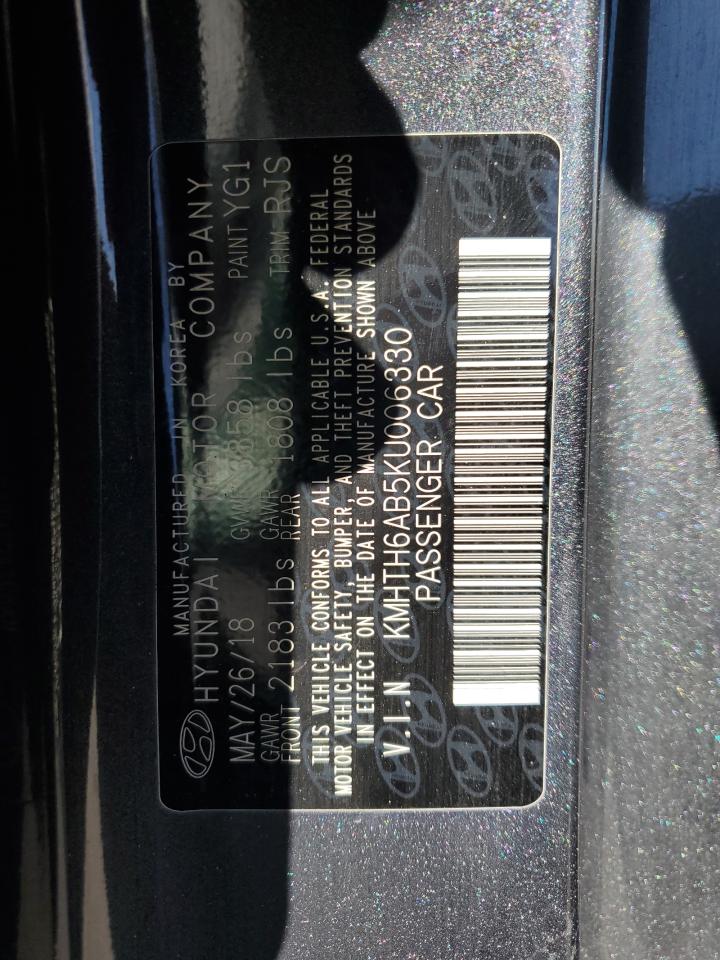 MANUFACTURED IN KOREA BY
HYUNDAI MOTOR COMPANY
MAY/26/18 GVWR 3858 lbs PAINT YG1
GAWR FRONT 2183 lbs GAWR REAR 1808 lbs TRIM RJS
THIS VEHICLE CONFORMS TO ALL APPLICABLE U.S.A. FEDERAL
MOTOR VEHICLE SAFETY, BUMPER, AND THEFT PREVENTION STANDARDS
IN EFFECT ON THE DATE OF MANUFACTURE SHOWN ABOVE
V.I.N KMHTH6AB5KU006330
PASSENGER CAR